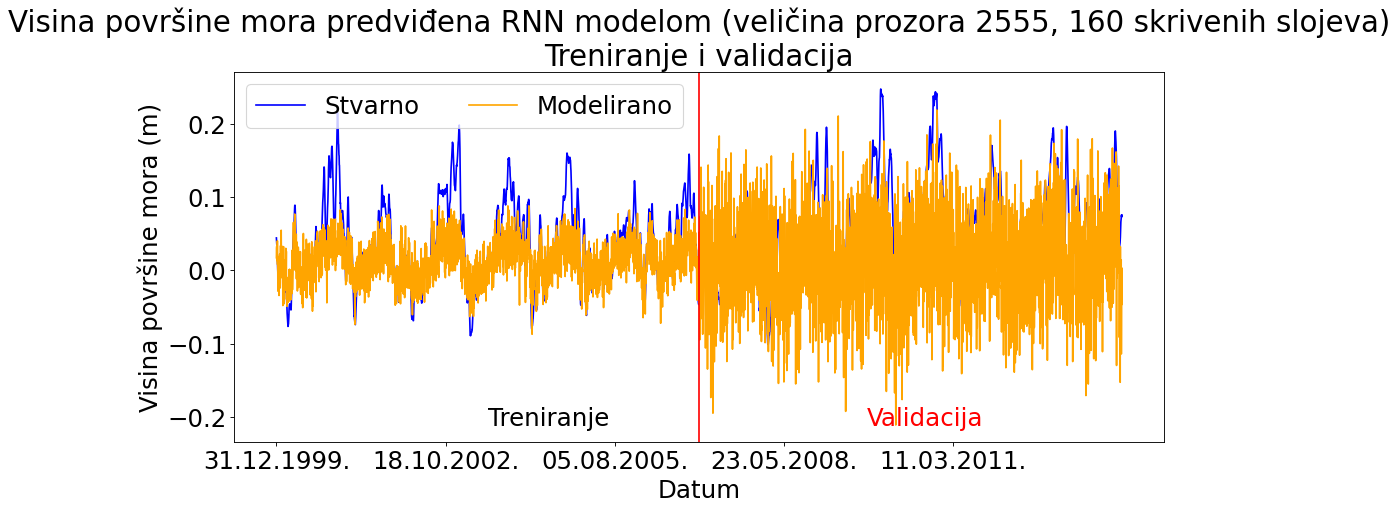 Visina površine mora predviđena RNN modelom (veličina prozora 2555, 160 skrivenih slojeva)
Treniranje i validacija
Stvarno
Modelirano
Visina površine mora (m)
0.2
0.1
0.0
−0.1
−0.2
Treniranje
Validacija
31.12.1999.
18.10.2002.
05.08.2005.
23.05.2008.
11.03.2011.
Datum